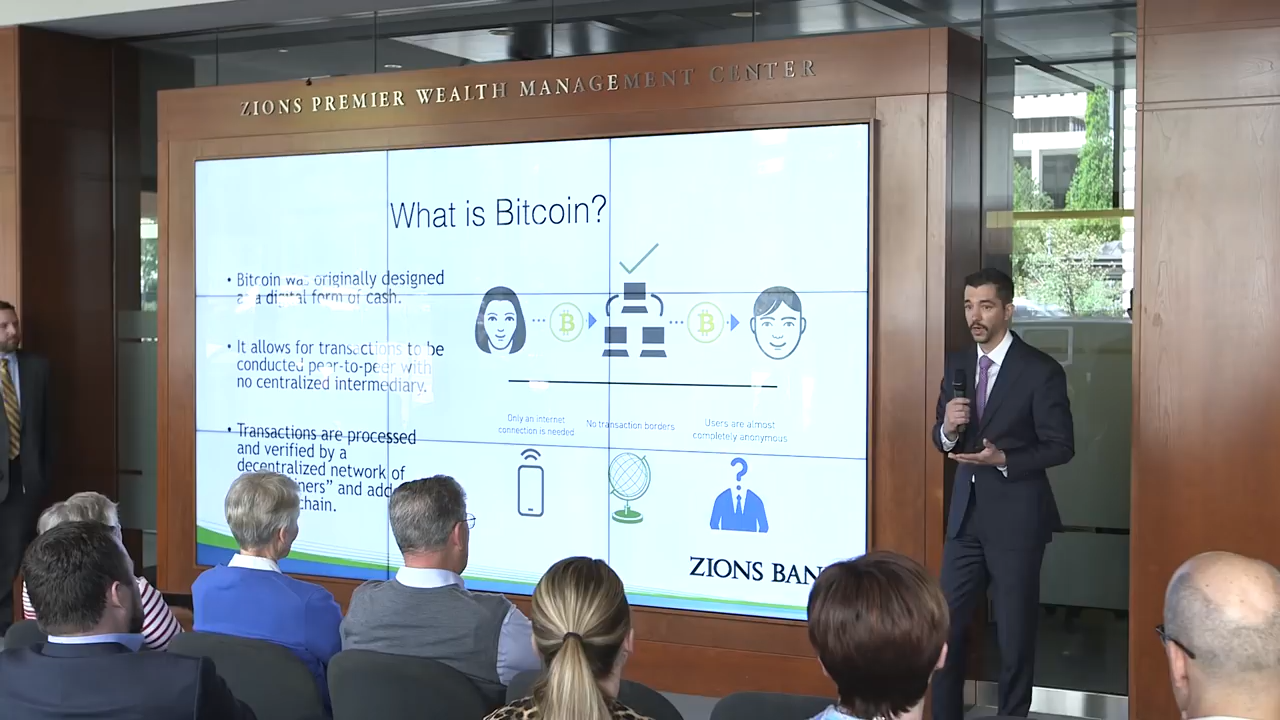 ZIONS PREMIER WEALTH MANAGEMENT CENTER
What is Bitcoin?
• Bitcoin was originally designed
as a digital form of cash.
• It allows for transactions to be
conducted peer-to-peer with
no centralized intermediary.
• Transactions are processed
and verified by a
decentralized network of
iners” and add
chain.
Only an internet
connection is needed
No transaction borders
Users are almost
completely anonymous
ZIONS BAN